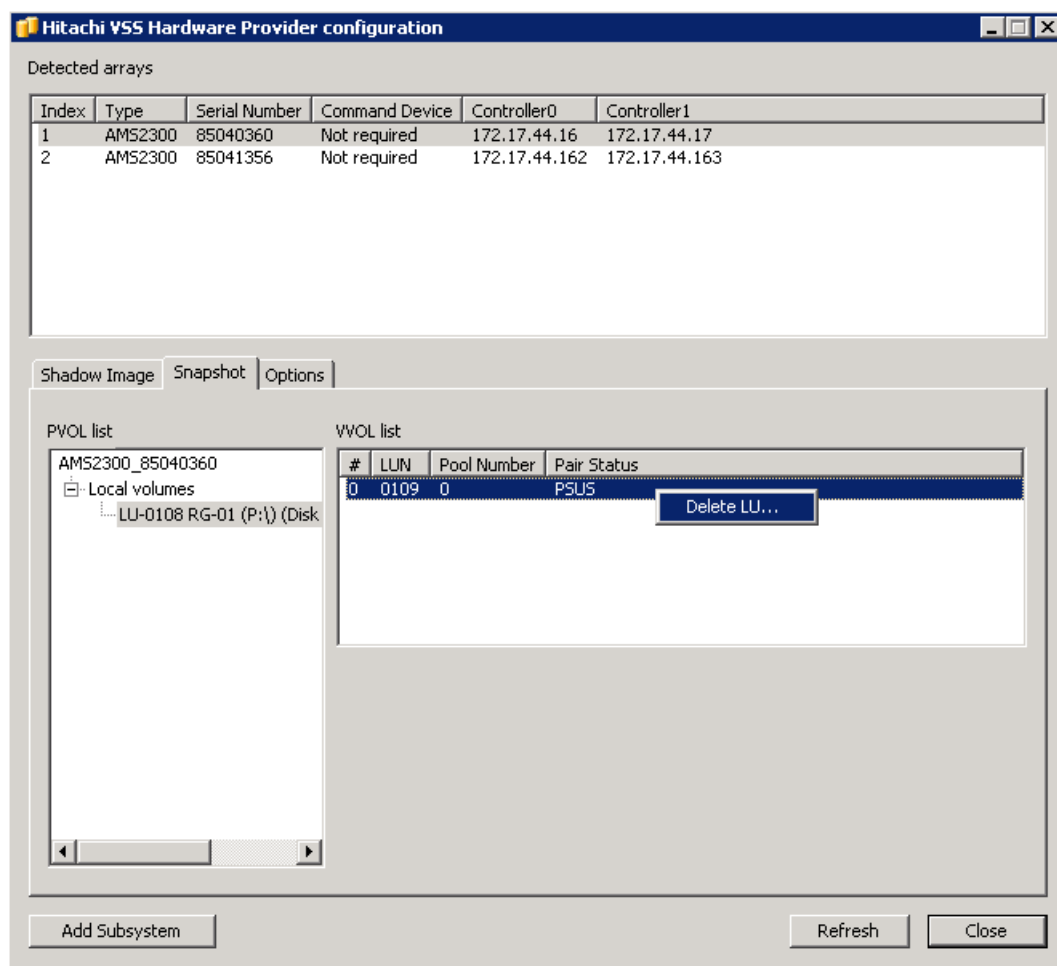 Hitachi VSS Hardware Provider configuration
Detected arrays
Index Type Serial Number Command Device Controller0 Controller1
1 AMS2300 85040360 Not required 172.17.44.16 172.17.44.17
2 AMS2300 85041356 Not required 172.17.44.162 172.17.44.163
Shadow Image Snapshot Options
PVOL list VVOL list
AMS2300_85040360
# LUN Pool Number Pair Status
Local volumes
0 0109 0 PSUS
LU-0108 RG-01 (P:\) (Disk
Delete LU...
Add Subsystem Refresh Close